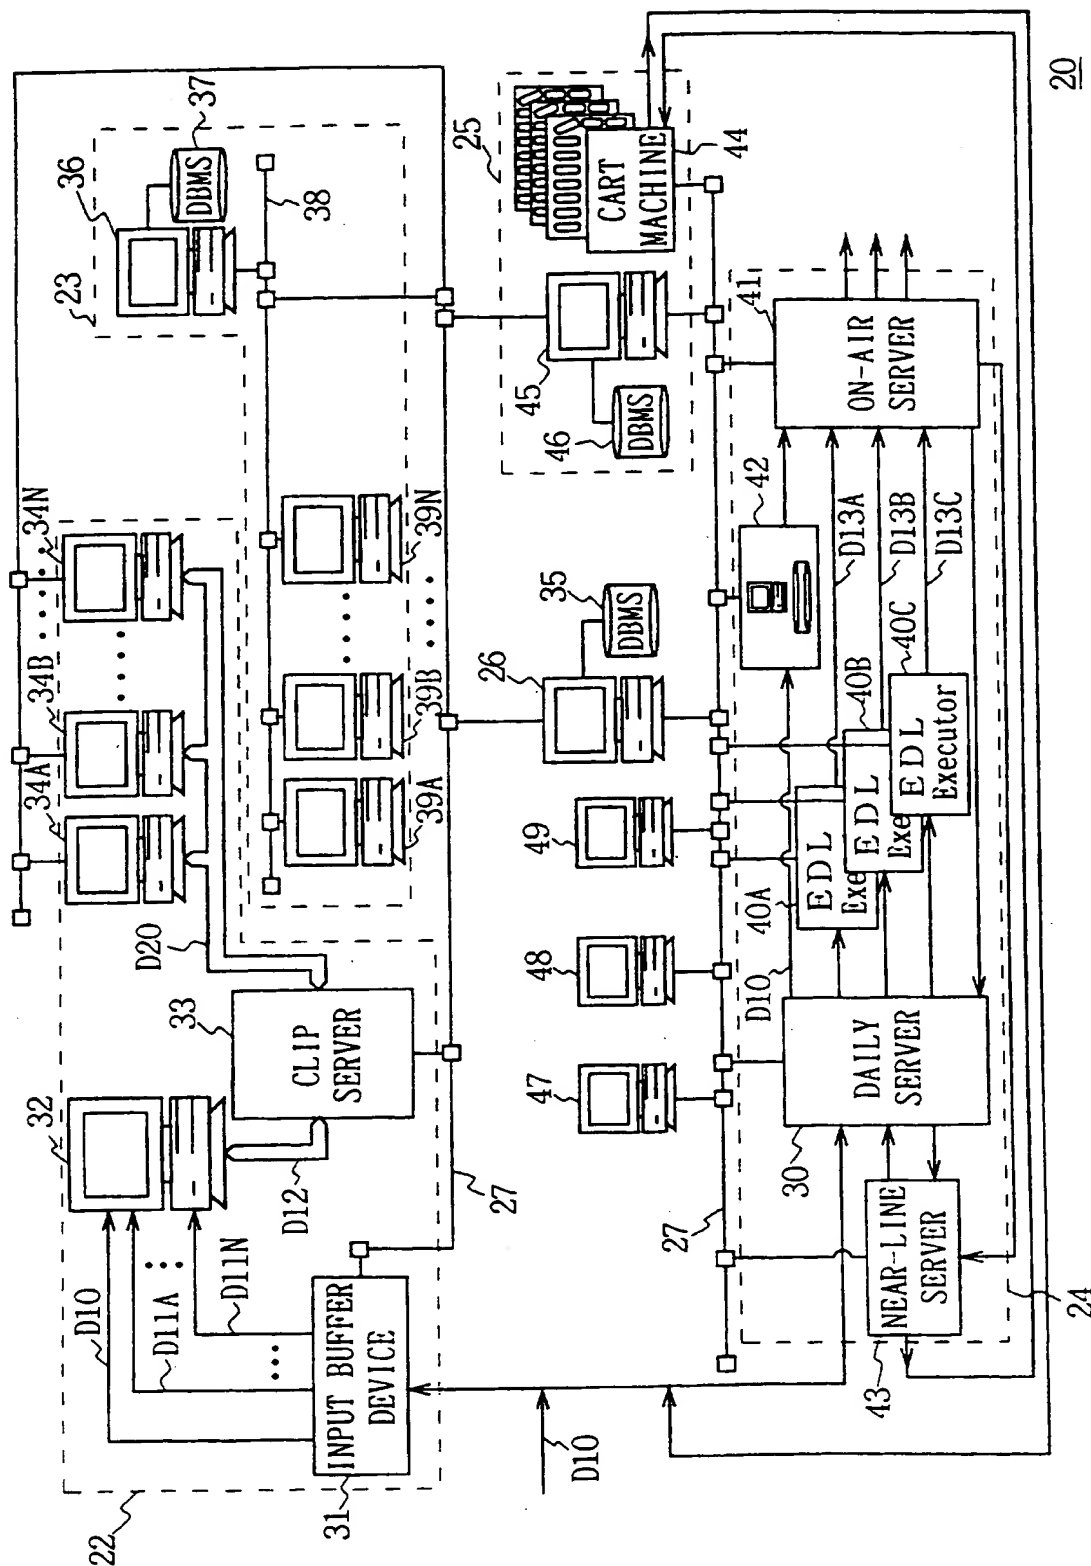 20
22
23
24
25
D10
D11A
D11N
31
INPUT BUFFER
DEVICE
32
D12
33
CLIP
SERVER
D20
34A
34B
34N
36
37
DBMS
38
39A
39B
39N
27
27
D10
26
35
DBMS
45
46
DBMS
CART
MACHINE
44
47
48
49
30
DAILY
SERVER
D10
40A
EDL
Exe
40B
EDL
Exe
40C
EDL
Executor
42
D13A
D13B
D13C
41
ON-AIR
SERVER
43
NEAR-LINE
SERVER